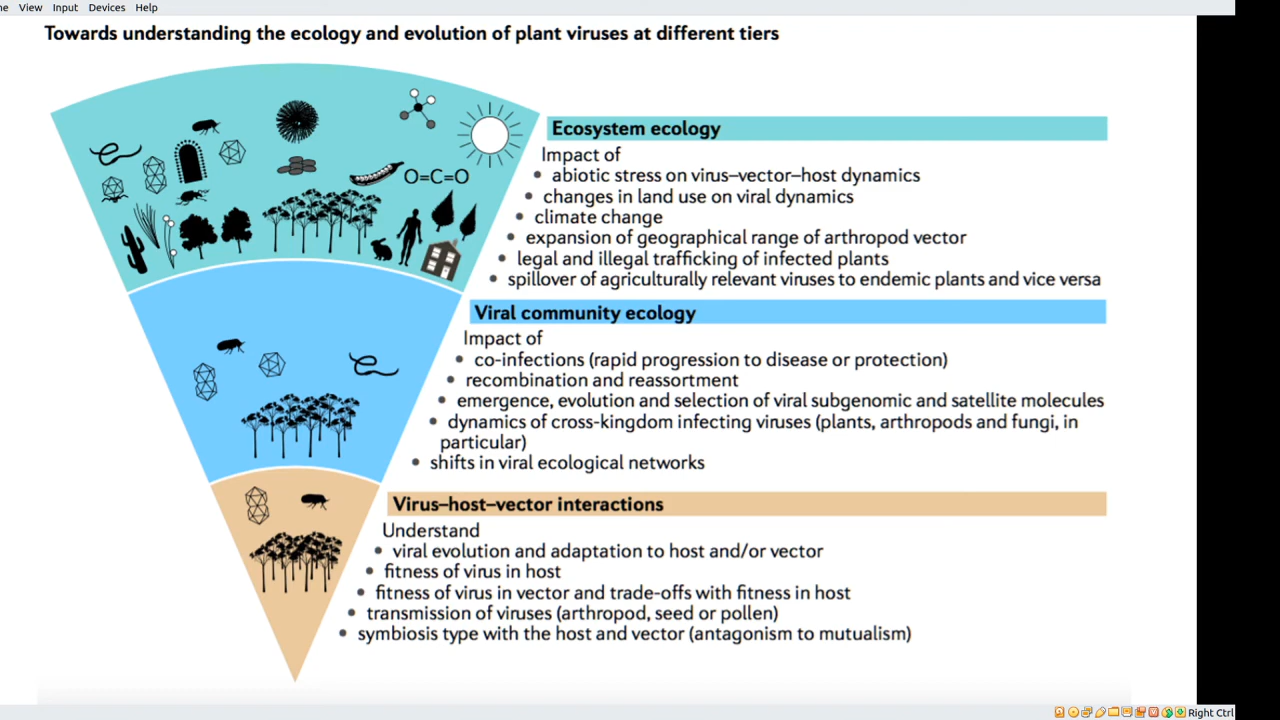 View Input Devices Help
Towards understanding the ecology and evolution of plant viruses at different tiers
O=C=O
Ecosystem ecology
Impact of
• abiotic stress on virus–vector–host dynamics
• changes in land use on viral dynamics
• climate change
• expansion of geographical range of arthropod vector
• legal and illegal trafficking of infected plants
• spillover of agriculturally relevant viruses to endemic plants and vice versa
Viral community ecology
Impact of
• co-infections (rapid progression to disease or protection)
• recombination and reassortment
• emergence, evolution and selection of viral subgenomic and satellite molecules
• dynamics of cross-kingdom infecting viruses (plants, arthropods and fungi, in
particular)
• shifts in viral ecological networks
Virus–host–vector interactions
Understand
• viral evolution and adaptation to host and/or vector
• fitness of virus in host
• fitness of virus in vector and trade-offs with fitness in host
• transmission of viruses (arthropod, seed or pollen)
• symbiosis type with the host and vector (antagonism to mutualism)
Right Ctrl